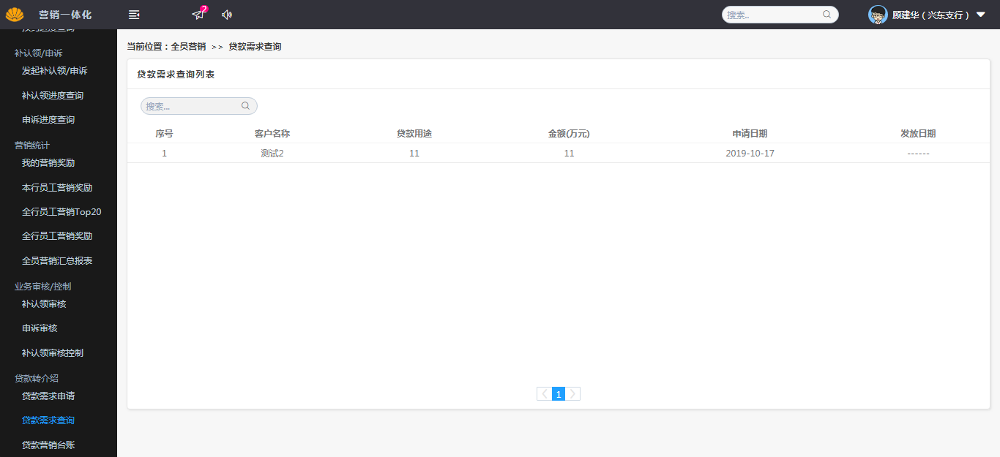 营销一体化
2
搜索..
顾建华（兴东支行）
补认领/申诉
发起补认领/申诉
补认领进度查询
申诉进度查询
营销统计
我的营销奖励
本行员工营销奖励
全行员工营销Top20
全行员工营销奖励
全员营销汇总报表
业务审核/控制
补认领审核
申诉审核
补认领审核控制
贷款转介绍
贷款需求申请
贷款需求查询
贷款营销台账
当前位置：全员营销 >> 贷款需求查询
贷款需求查询列表
搜索...
序号 客户名称 贷款用途 金额(万元) 申请日期 发放日期
1 测试2 11 11 2019-10-17 ------
1